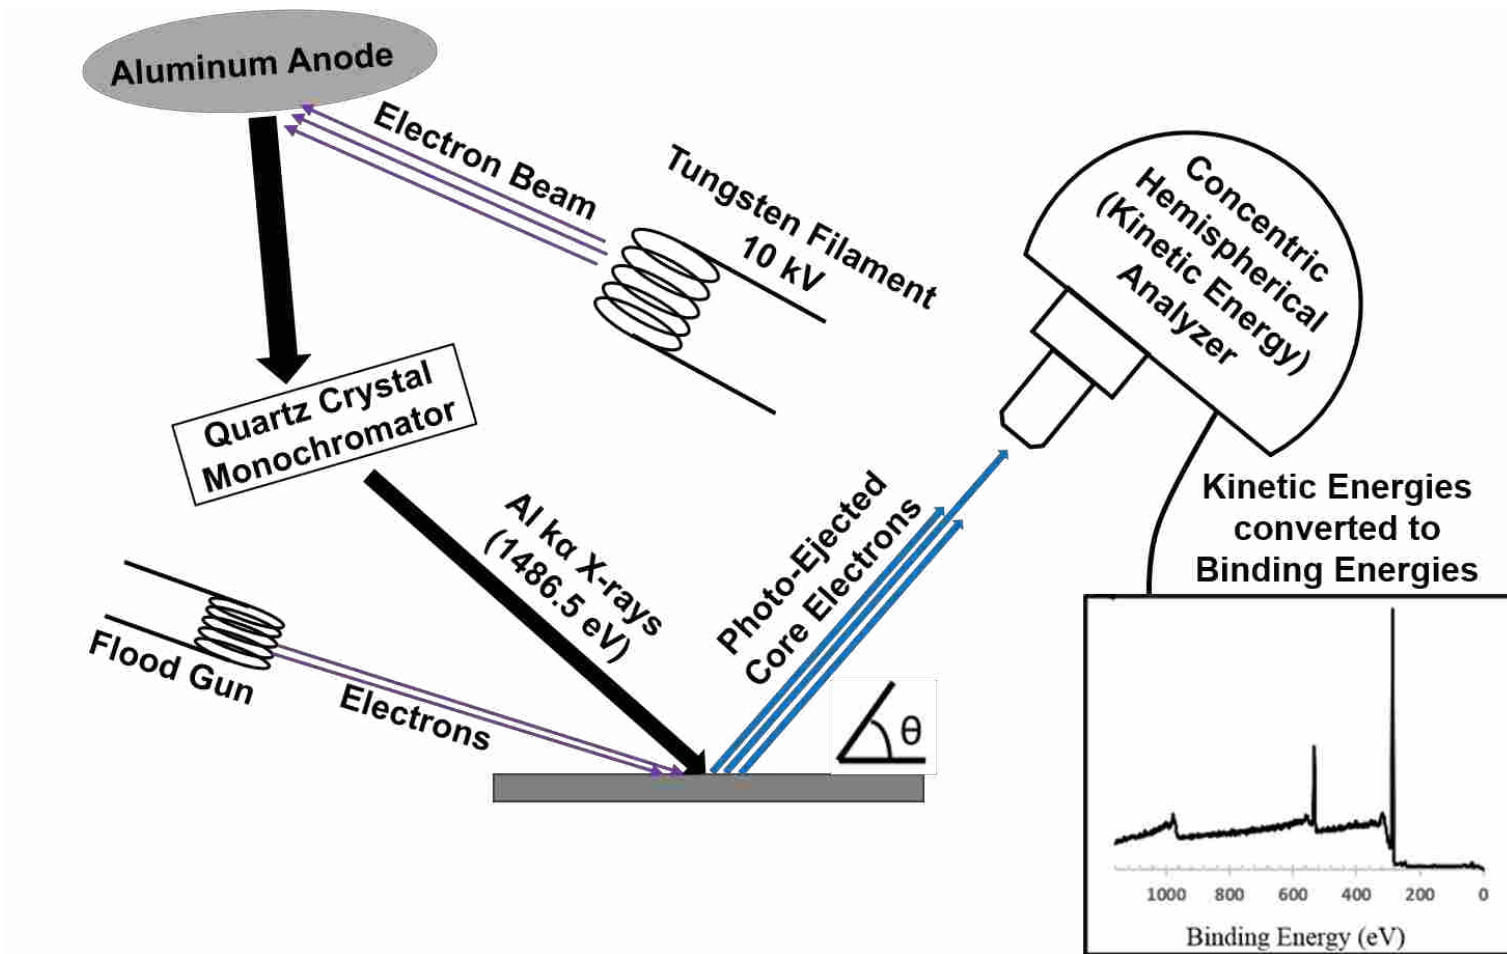 Aluminum Anode
Electron Beam
Tungsten Filament
10 kV
Concentric
Hemispherical
(Kinetic Energy)
Analyzer
Quartz Crystal
Monochromator
Al kα X-rays
(1486.5 eV)
Photo-Ejected
Core Electrons
Kinetic Energies
converted to
Binding Energies
Flood Gun
Electrons
θ
1000 800 600 400 200 0
Binding Energy (eV)